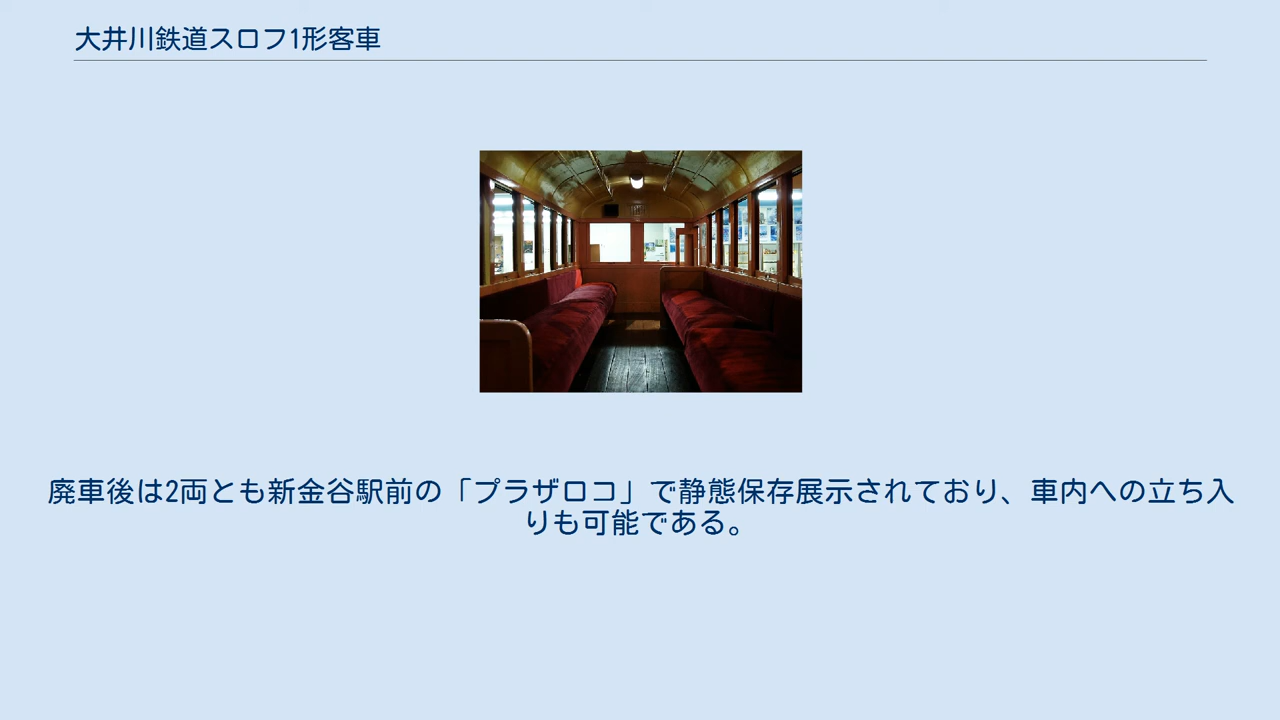 大井川鉄道スロフ1形客車
廃車後は2両とも新金谷駅前の「プラザロコ」で静態保存展示されており、車内への立ち入
りも可能である。